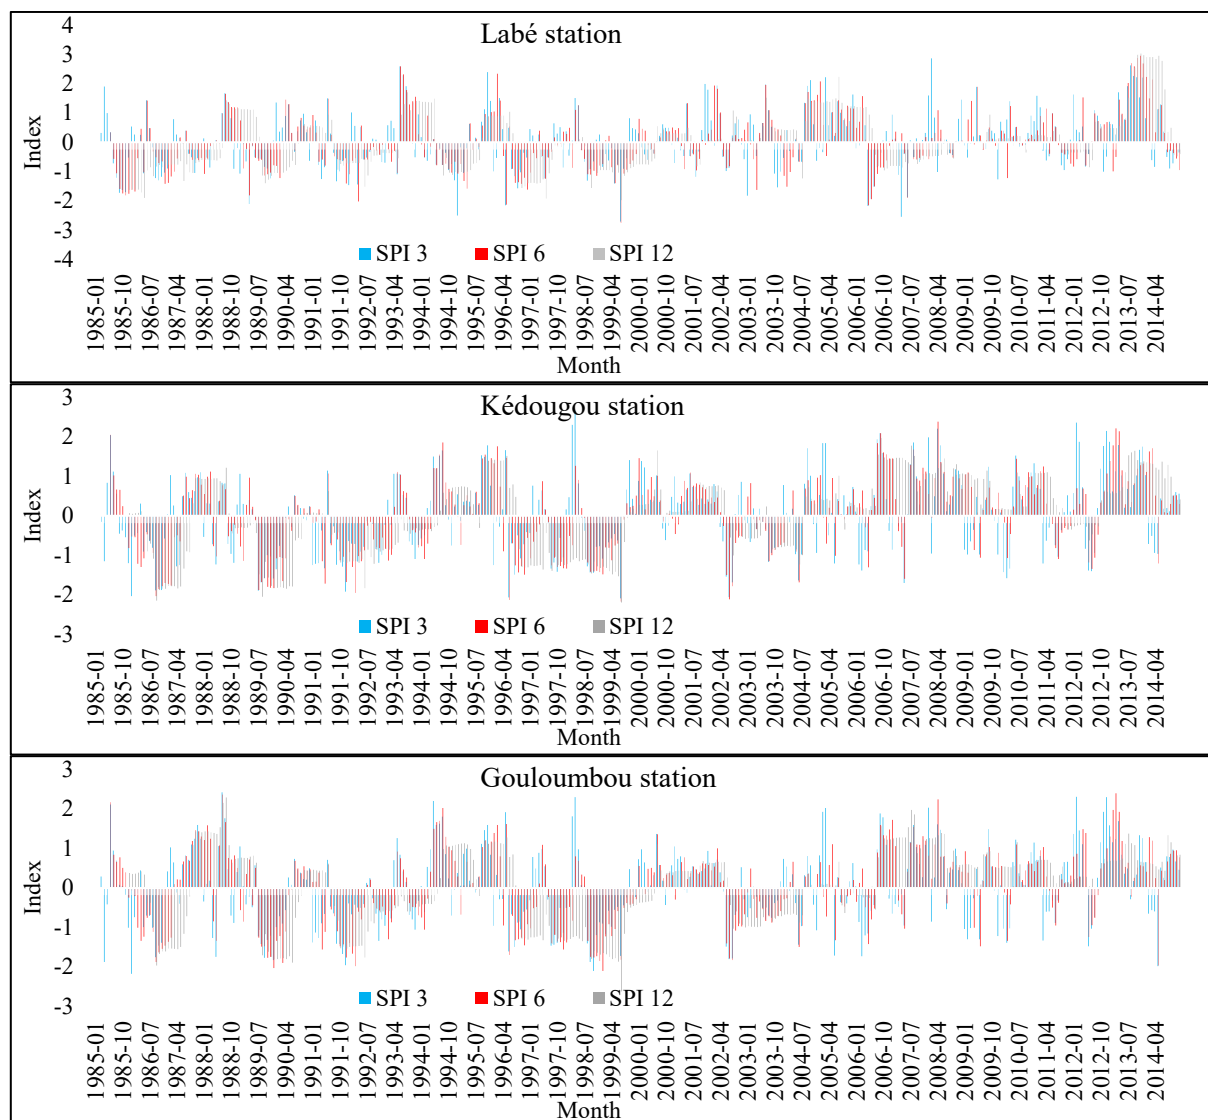 Labé station
4
3
2
1
0
-1
-2
-3
-4
Index
SPI 3 SPI 6 SPI 12
1985-01 1985-10 1986-07 1987-04 1988-01 1988-10 1989-07 1990-04 1991-01 1991-10 1992-07 1993-04 1994-01 1994-10 1995-07 1996-04 1997-01 1997-10 1998-07 1999-04 2000-01 2000-10 2001-07 2002-04 2003-01 2003-10 2004-07 2005-04 2006-01 2006-10 2007-07 2008-04 2009-01 2009-10 2010-07 2011-04 2012-01 2012-10 2013-07 2014-04
Month
Kédougou station
3
2
1
0
-1
-2
-3
Index
SPI 3 SPI 6 SPI 12
1985-01 1985-10 1986-07 1987-04 1988-01 1988-10 1989-07 1990-04 1991-01 1991-10 1992-07 1993-04 1994-01 1994-10 1995-07 1996-04 1997-01 1997-10 1998-07 1999-04 2000-01 2000-10 2001-07 2002-04 2003-01 2003-10 2004-07 2005-04 2006-01 2006-10 2007-07 2008-04 2009-01 2009-10 2010-07 2011-04 2012-01 2012-10 2013-07 2014-04
Month
Gouloumbou station
3
2
1
0
-1
-2
-3
Index
SPI 3 SPI 6 SPI 12
1985-01 1985-10 1986-07 1987-04 1988-01 1988-10 1989-07 1990-04 1991-01 1991-10 1992-07 1993-04 1994-01 1994-10 1995-07 1996-04 1997-01 1997-10 1998-07 1999-04 2000-01 2000-10 2001-07 2002-04 2003-01 2003-10 2004-07 2005-04 2006-01 2006-10 2007-07 2008-04 2009-01 2009-10 2010-07 2011-04 2012-01 2012-10 2013-07 2014-04
Month